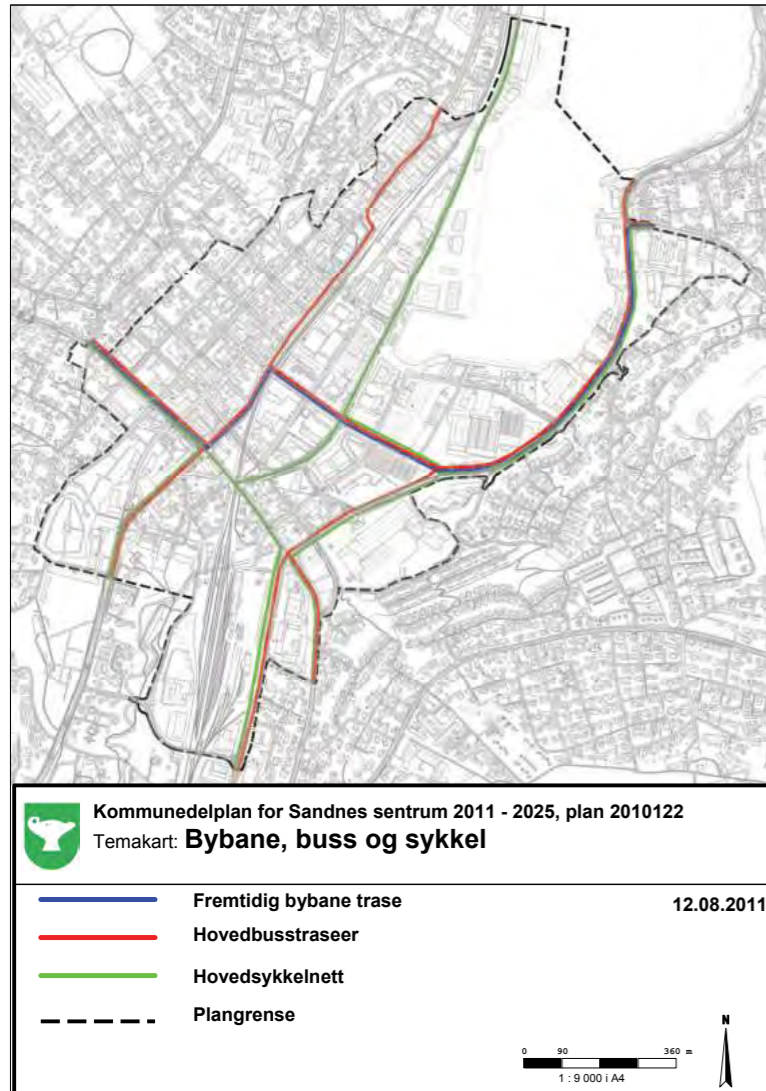 Kommunedelplan for Sandnes sentrum 2011 - 2025, plan 2010122
Temakart: Bybane, buss og sykkel
Fremtidig bybane trase
12.08.2011
Hovedbusstraseer
Hovedsykkelnett
Plangrense
N
0 90 360 m
1 : 9 000 i A4